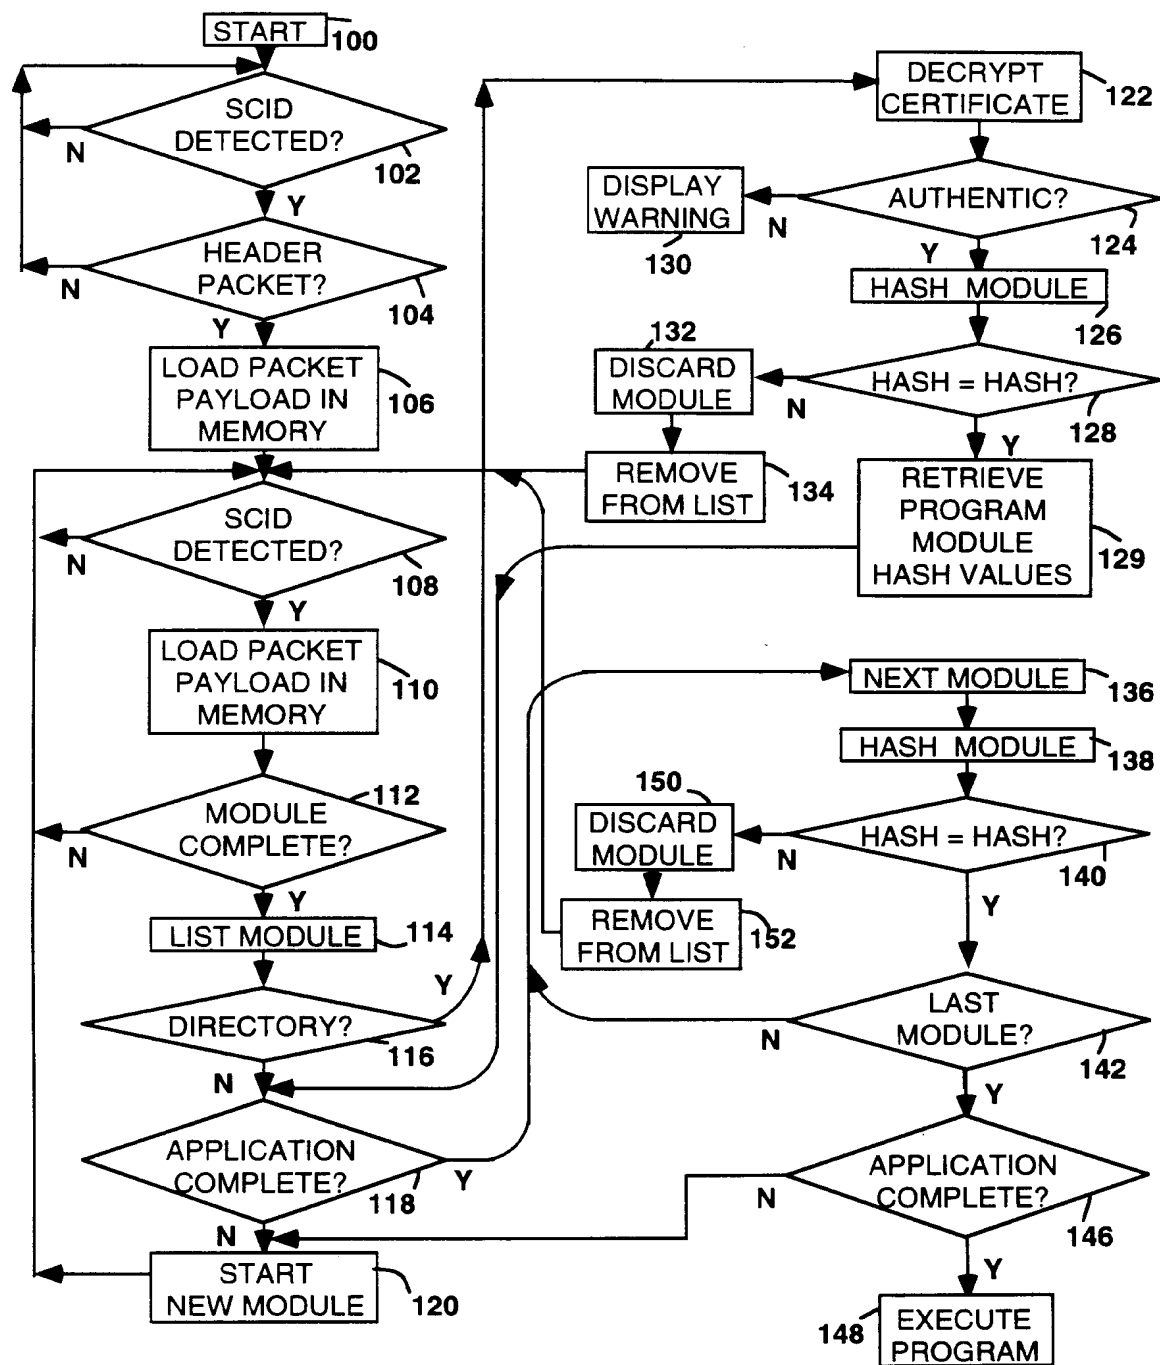 START
100
SCID
DETECTED?
102
N
Y
HEADER
PACKET?
104
N
Y
LOAD PACKET
PAYLOAD IN
MEMORY
106
SCID
DETECTED?
108
N
Y
LOAD PACKET
PAYLOAD IN
MEMORY
110
MODULE
COMPLETE?
112
N
Y
LIST MODULE
114
DIRECTORY?
116
Y
N
APPLICATION
COMPLETE?
118
Y
N
START
NEW MODULE
120
DECRYPT
CERTIFICATE
122
AUTHENTIC?
124
N
Y
DISPLAY
WARNING
130
HASH MODULE
126
HASH = HASH?
128
N
Y
132
DISCARD
MODULE
REMOVE
FROM LIST
134
RETRIEVE
PROGRAM
MODULE
HASH VALUES
129
NEXT MODULE
136
HASH MODULE
138
HASH = HASH?
140
N
Y
150
DISCARD
MODULE
REMOVE
FROM LIST
152
LAST
MODULE?
142
N
Y
APPLICATION
COMPLETE?
146
N
Y
148
EXECUTE
PROGRAM